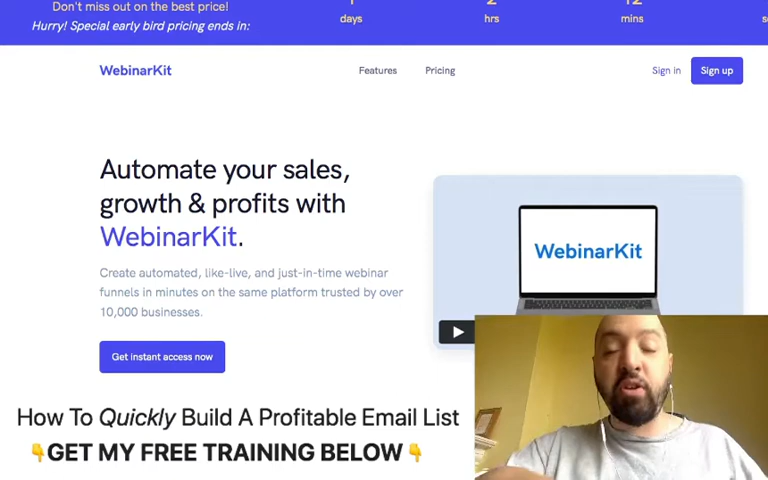 Don't miss out on the best price!
Hurry! Special early bird pricing ends in:
days
hrs
mins
WebinarKit
Features
Pricing
Sign in
Sign up
Automate your sales,
growth & profits with
WebinarKit.
Create automated, like-live, and just-in-time webinar
funnels in minutes on the same platform trusted by over
10,000 businesses.
Get instant access now
WebinarKit
How To Quickly Build A Profitable Email List
👇GET MY FREE TRAINING BELOW👇